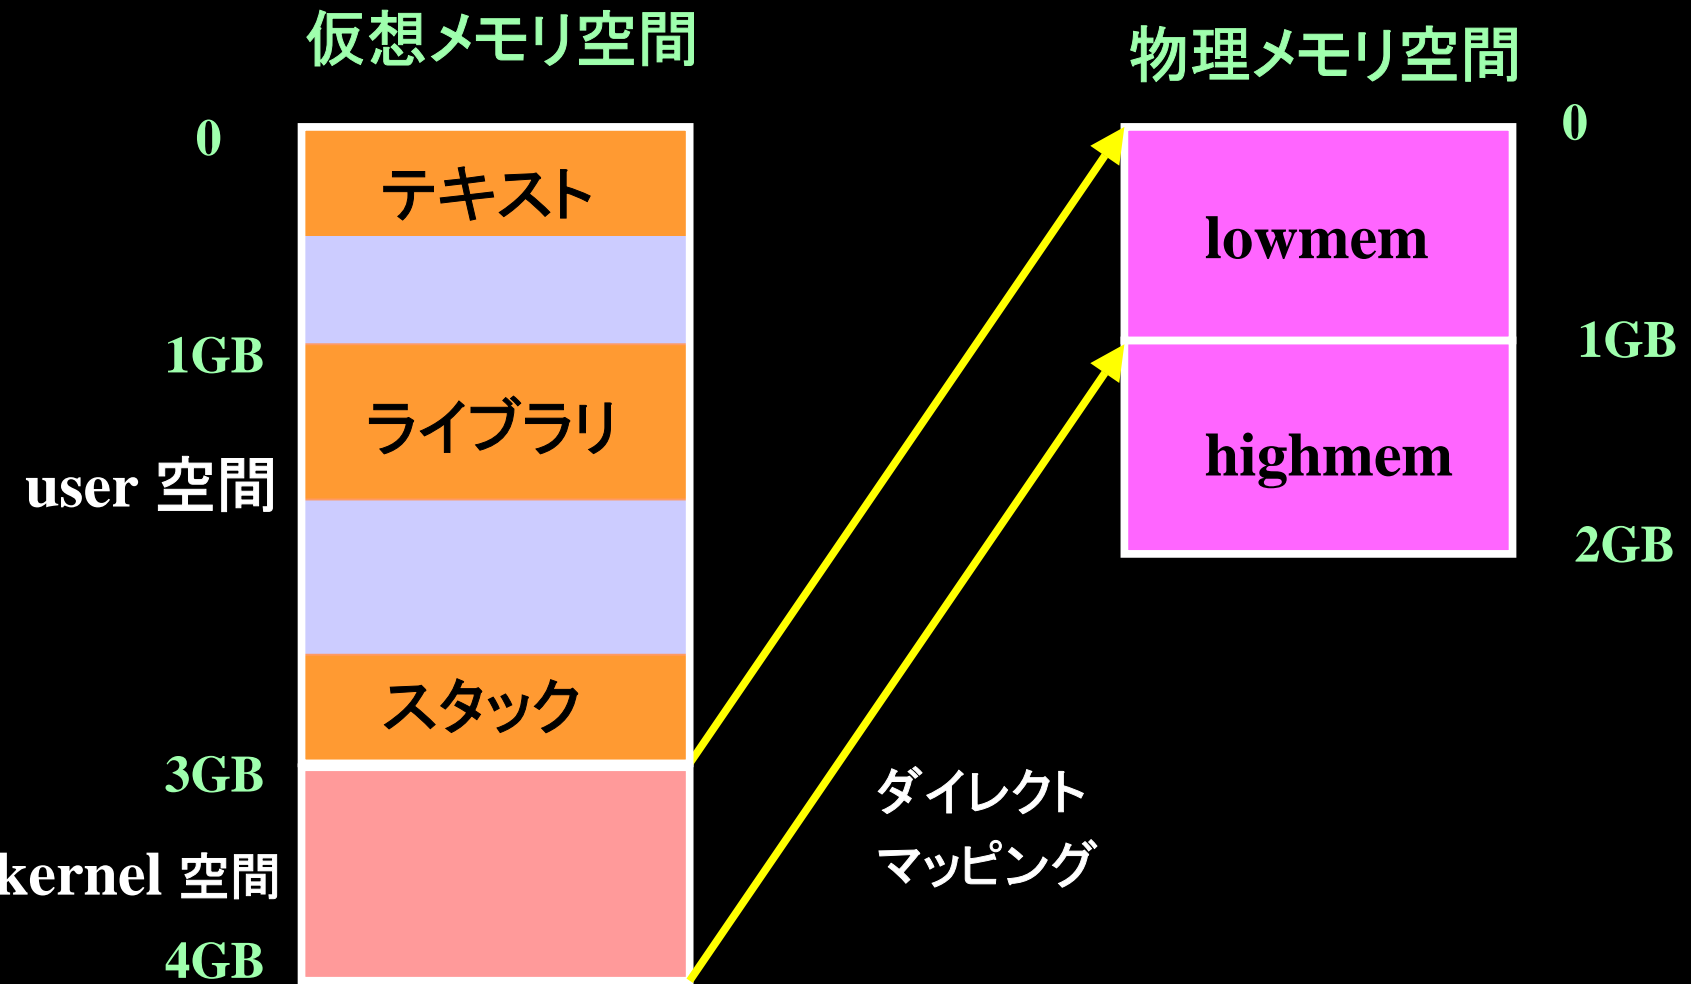 仮想メモリ空間
物理メモリ空間
0
テキスト
1GB
ライブラリ
user 空間
スタック
3GB
kernel 空間
4GB
0
lowmem
1GB
highmem
2GB
ダイレクト
マッピング